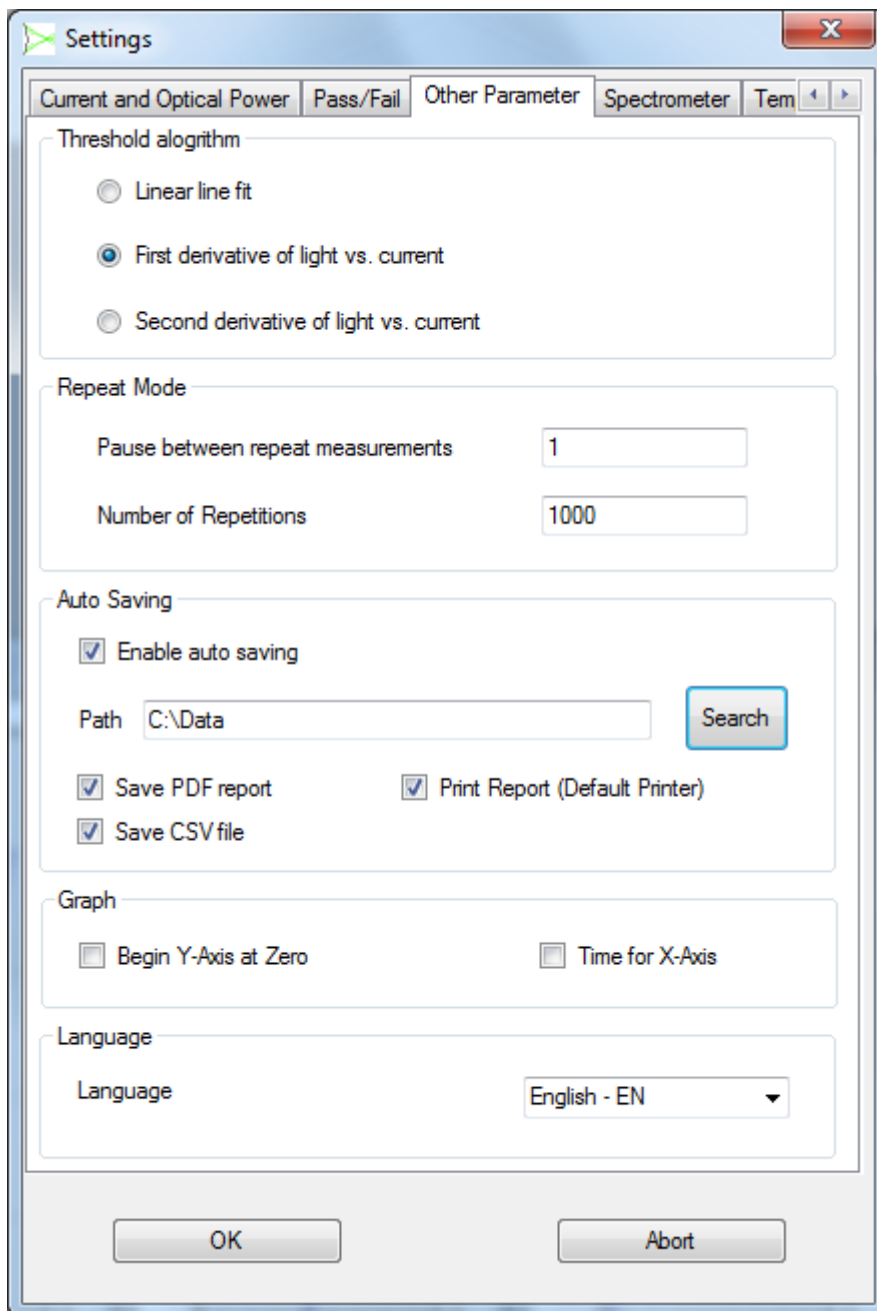 Settings
Current and Optical Power Pass/Fail Other Parameter Spectrometer Tem
Threshold alogrithm
Linear line fit
First derivative of light vs. current
Second derivative of light vs. current
Repeat Mode
Pause between repeat measurements 1
Number of Repetitions 1000
Auto Saving
Enable auto saving
Path C:\Data Search
Save PDF report Print Report (Default Printer)
Save CSV file
Graph
Begin Y-Axis at Zero Time for X-Axis
Language
Language English - EN
OK Abort